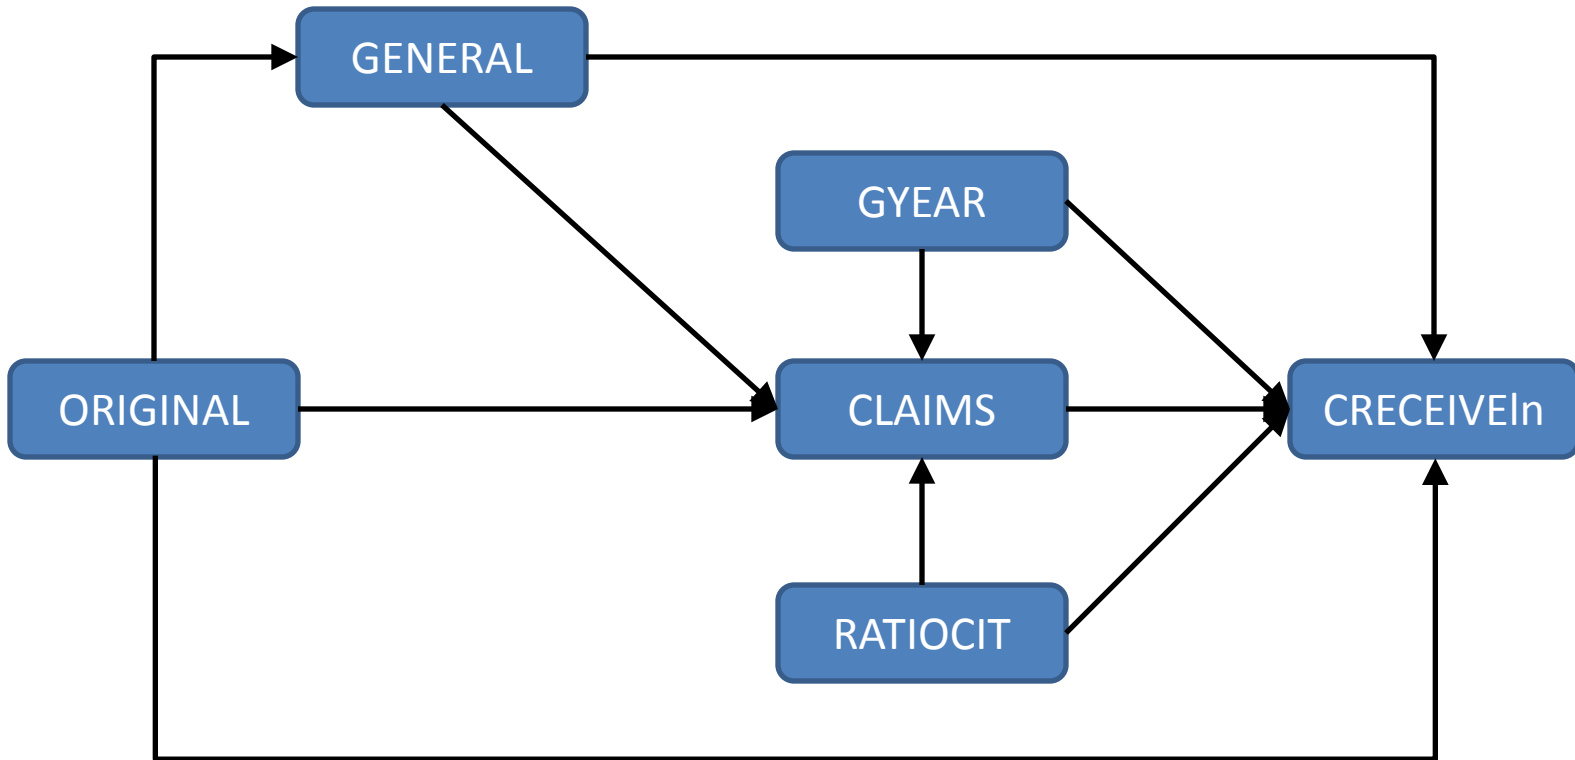 GENERAL
GYEAR
ORIGINAL
CLAIMS
CRECEIVEln
RATIOCIT